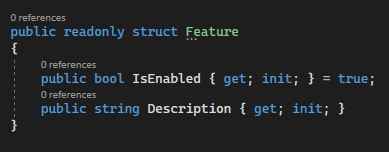 0 references
public readonly struct Feature
{
0 references
public bool IsEnabled { get; init; } = true;
0 references
public string Description { get; init; }
}